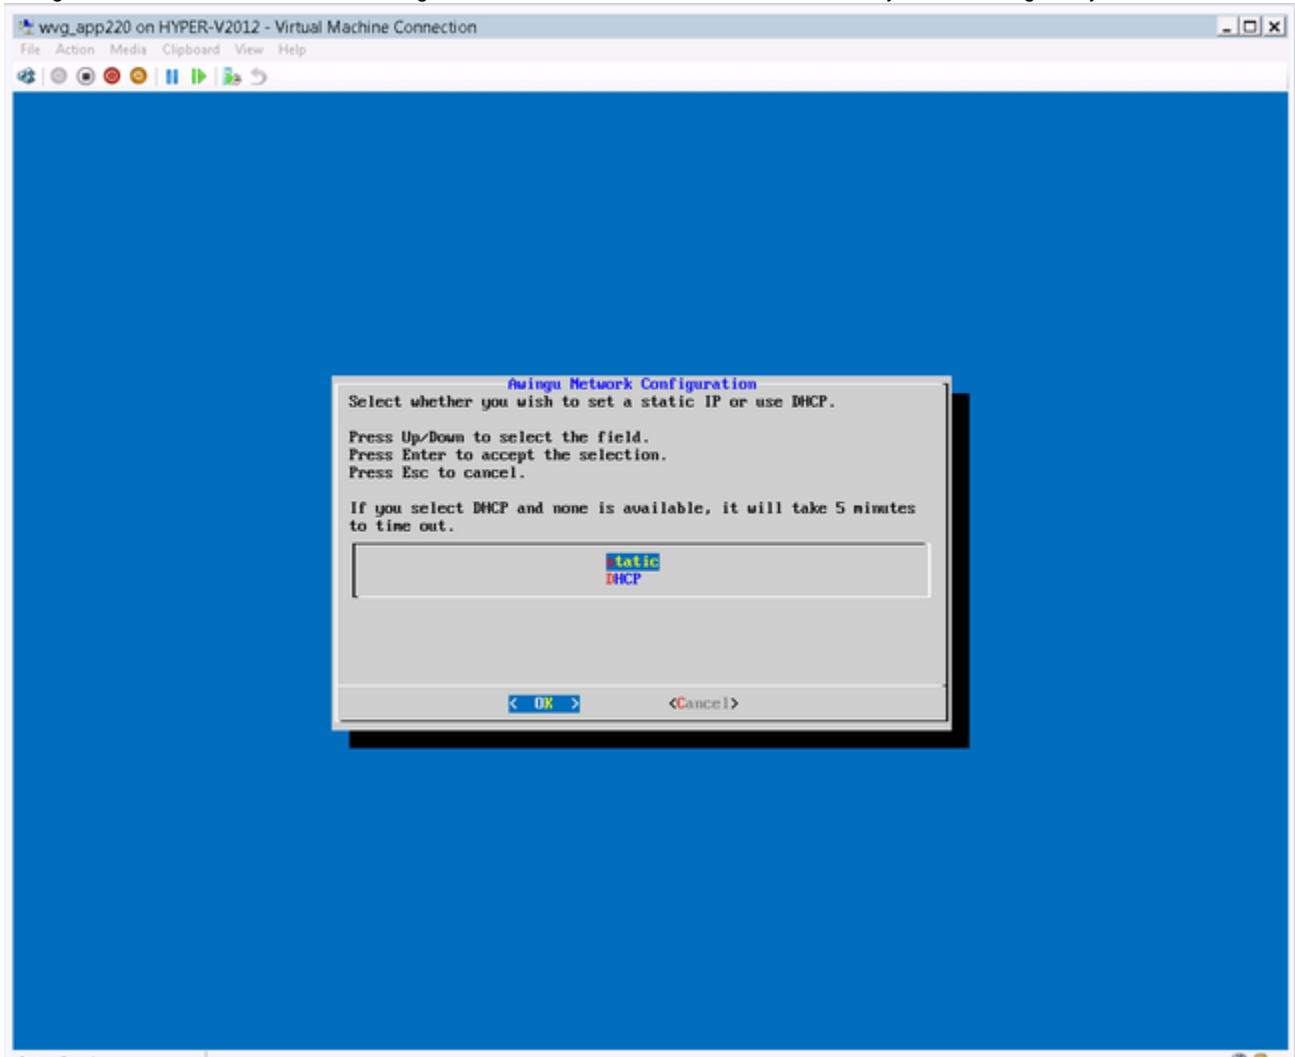 wvg_app220 on HYPER-V2012 - Virtual Machine Connection
File Action Media Clipboard View Help
Awingu Network Configuration
Select whether you wish to set a static IP or use DHCP.
Press Up/Down to select the field.
Press Enter to accept the selection.
Press Esc to cancel.
If you select DHCP and none is available, it will take 5 minutes
to time out.
static
DHCP
< OK > <Cancel>